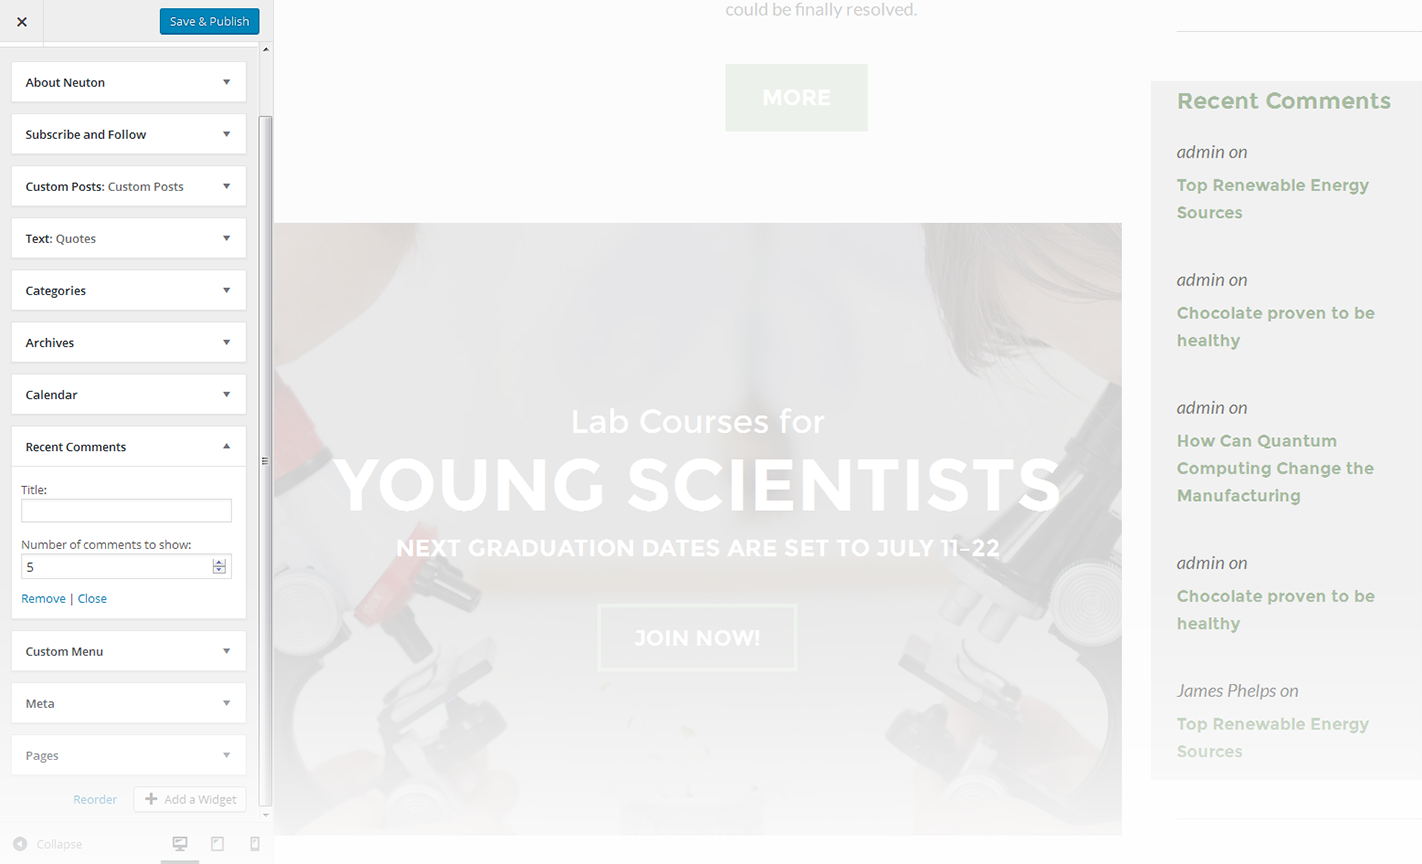 Save & Publish
About Neuton
Subscribe and Follow
Custom Posts: Custom Posts
Text: Quotes
Categories
Archives
Calendar
Recent Comments
Title:
Number of comments to show:
5
Remove | Close
Custom Menu
Meta
Pages
Reorder
Add a Widget
Collapse
could be finally resolved.
MORE
Lab Courses for
YOUNG SCIENTISTS
NEXT GRADUATION DATES ARE SET TO JULY 11–22
JOIN NOW!
Recent Comments
admin on
Top Renewable Energy
Sources
admin on
Chocolate proven to be
healthy
admin on
How Can Quantum
Computing Change the
Manufacturing
admin on
Chocolate proven to be
healthy
James Phelps on
Top Renewable Energy
Sources